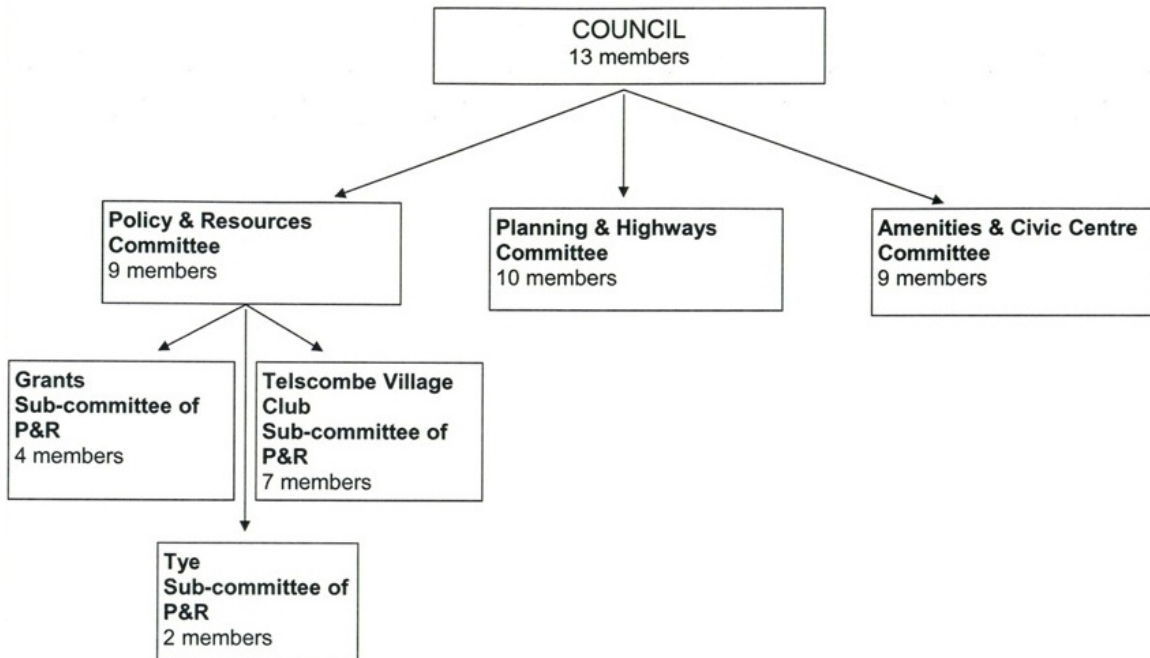 COUNCIL
13 members
Policy & Resources
Committee
9 members
Planning & Highways
Committee
10 members
Amenities & Civic Centre
Committee
9 members
Grants
Sub-committee of
P&R
4 members
Telscombe Village
Club
Sub-committee of
P&R
7 members
Tye
Sub-committee of
P&R
2 members